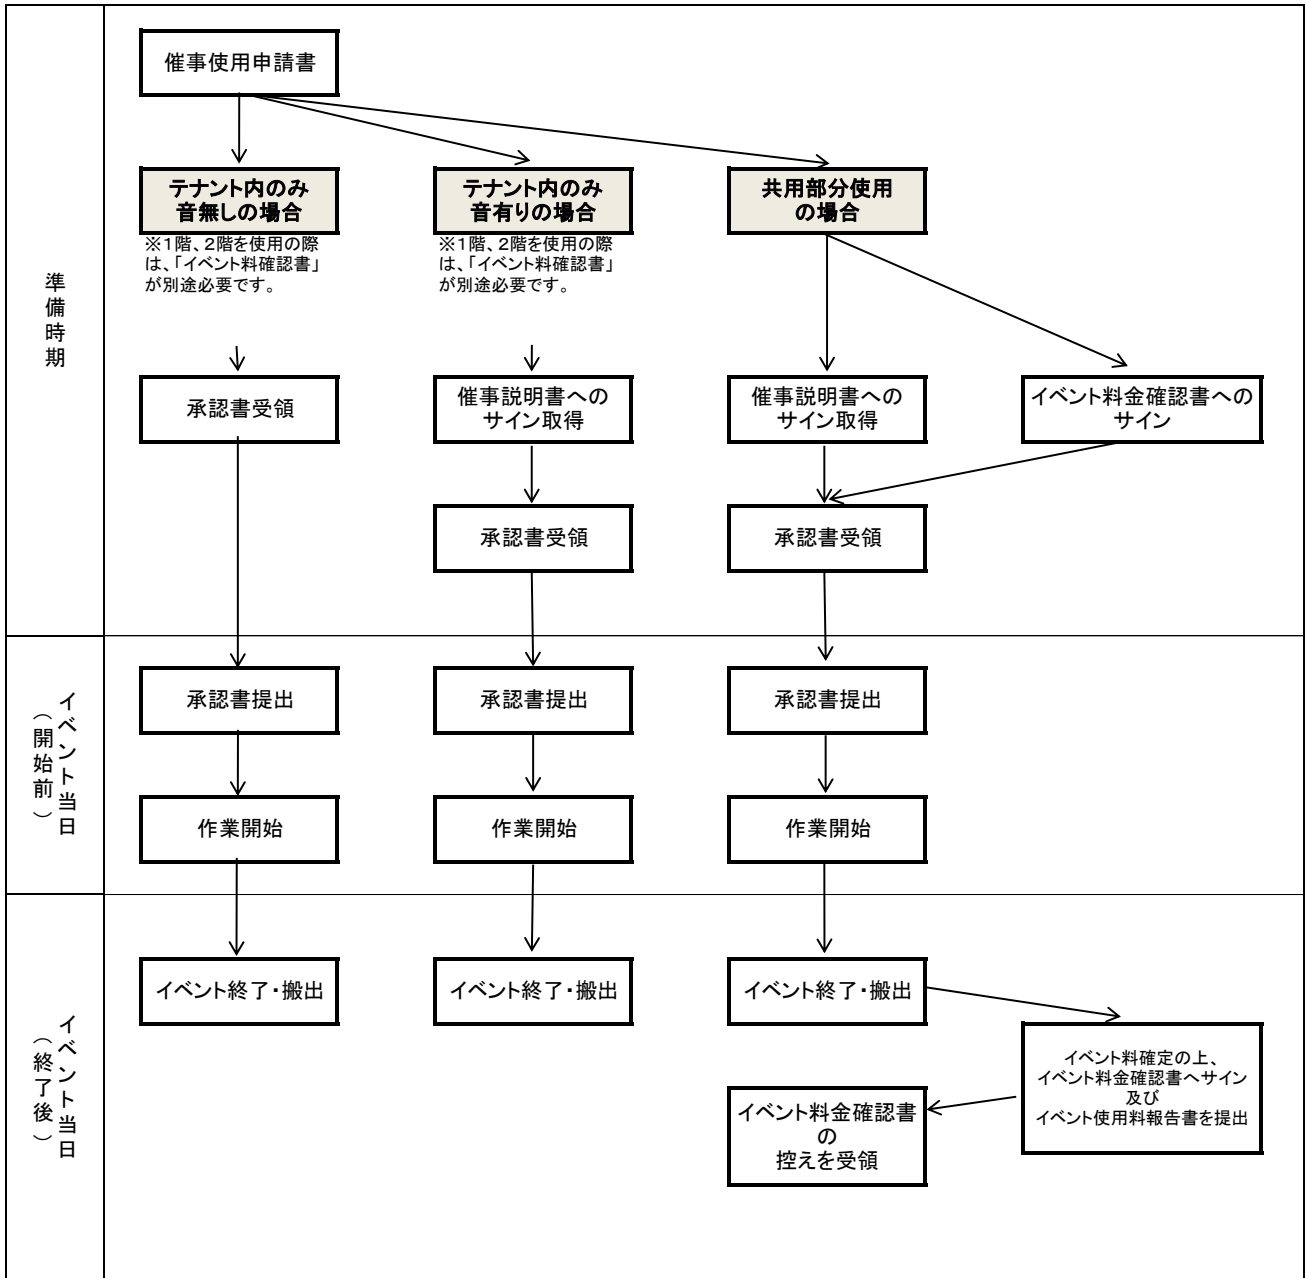 催事使用申請書
テナント内のみ
音無しの場合
テナント内のみ
音有りの場合
共用部分使用
の場合
※1階、2階を使用の際
は、「イベント料確認書」
が別途必要です。
※1階、2階を使用の際
は、「イベント料確認書」
が別途必要です。
準備時期
承認書受領
催事説明書への
サイン取得
催事説明書への
サイン取得
イベント料金確認書への
サイン
承認書受領
承認書受領
イベント当日
（開始前）
承認書提出
承認書提出
承認書提出
作業開始
作業開始
作業開始
イベント当日
（終了後）
イベント終了・搬出
イベント終了・搬出
イベント終了・搬出
イベント料確定の上、
イベント料金確認書へサイン
及び
イベント使用料報告書を提出
イベント料金確認書
の
控えを受領